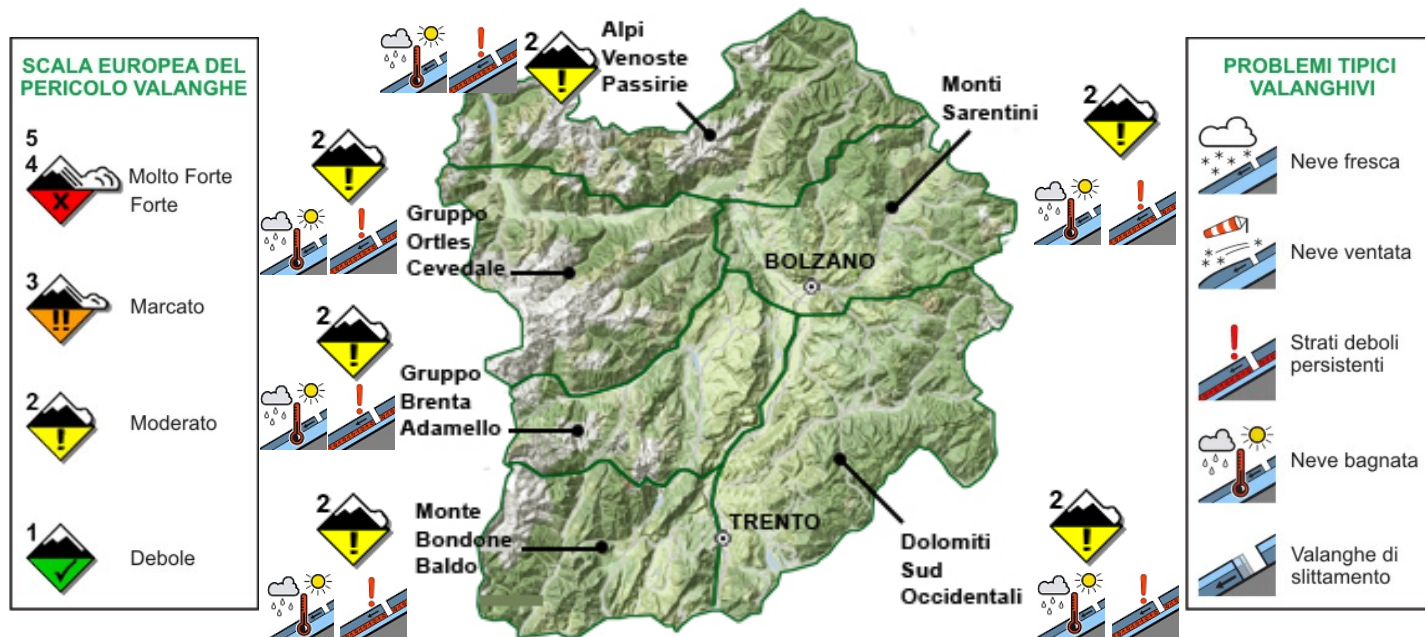 SCALA EUROPEA DEL
PERICOLO VALANGHE
5
4
Molto Forte
Forte
3
Marcato
2
Moderato
1
Debole
2
Alpi
Venoste
Passirie
Monti
Sarentini
2
2
Gruppo
Ortles
Cevedale
BOLZANO
2
Gruppo
Brenta
Adamello
2
Monte
Bondone
Baldo
TRENTO
Dolomiti
Sud
Occidentali
2
PROBLEMI TIPICI
VALANGHIVI
Neve fresca
Neve ventata
Strati deboli
persistenti
Neve bagnata
Valanghe di
slittamento